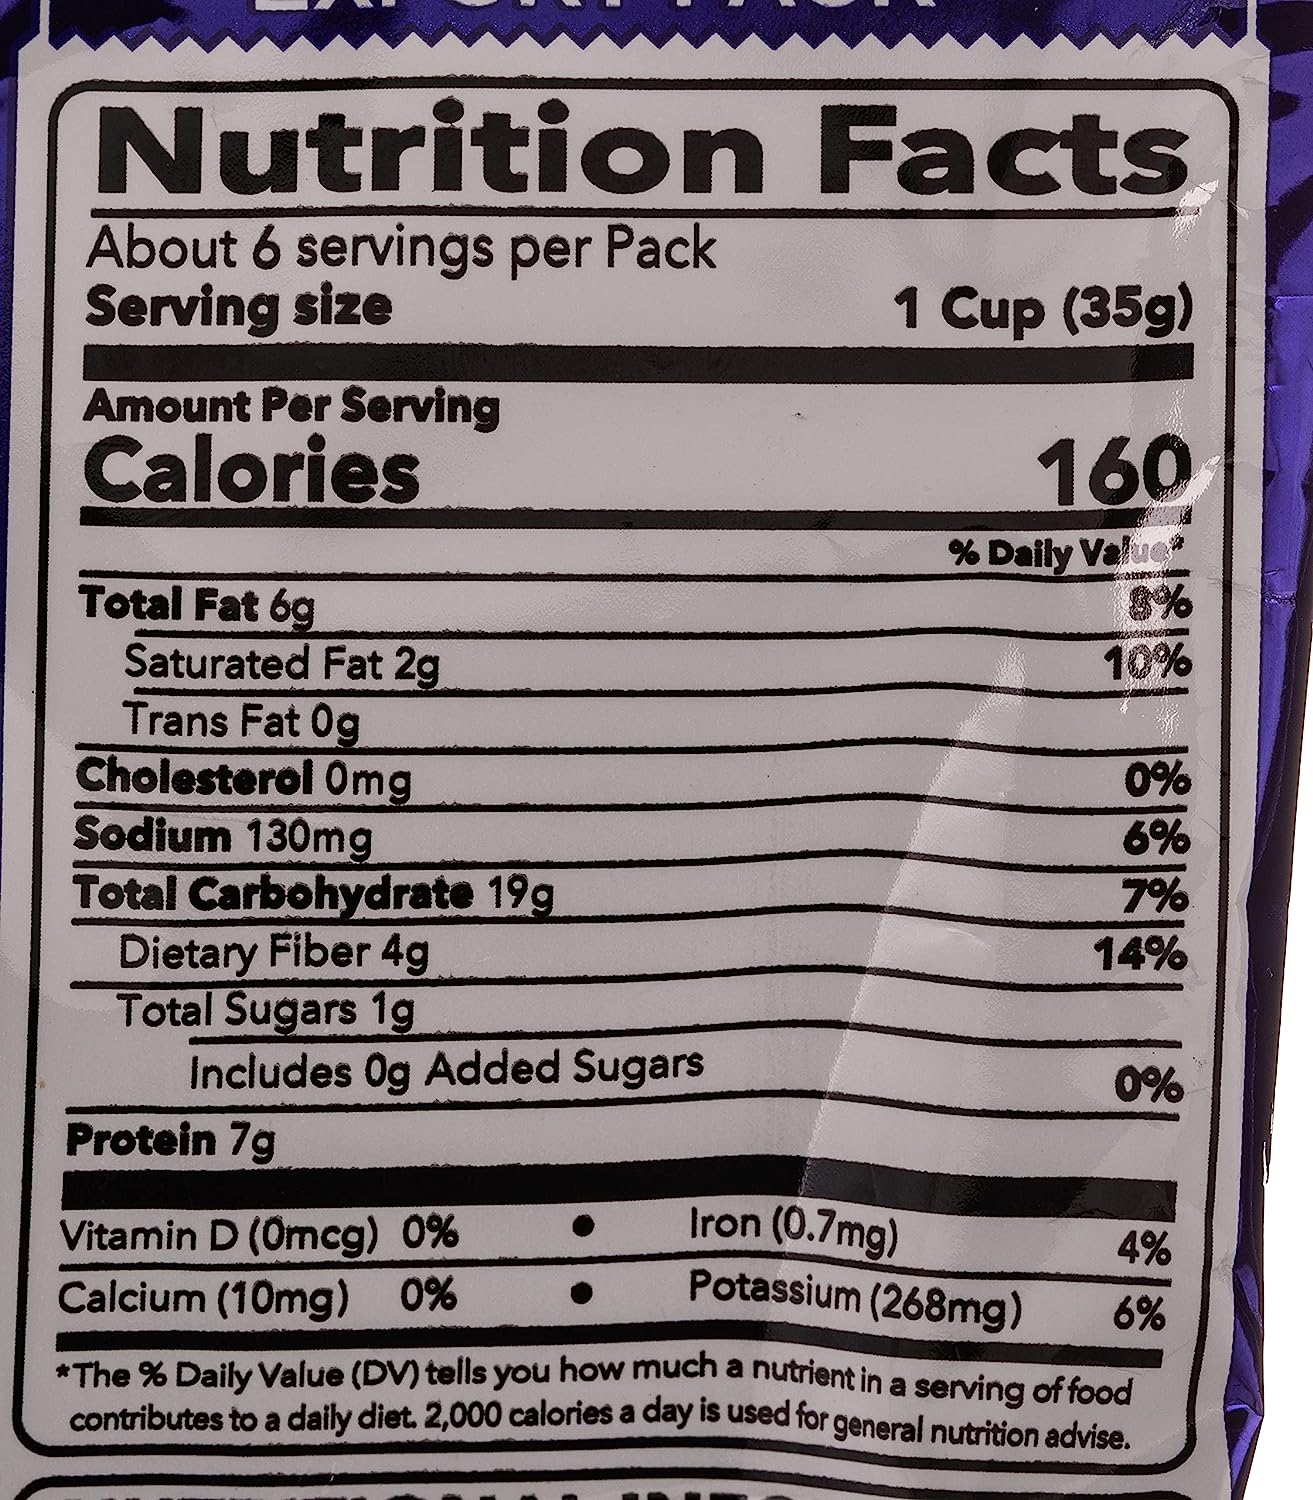 EXPORT PACK
Nutrition Facts
About 6 servings per Pack
Serving size 1 Cup (35g)
Amount Per Serving
Calories 160
% Daily Value*
Total Fat 6g 8%
Saturated Fat 2g 10%
Trans Fat 0g
Cholesterol 0mg 0%
Sodium 130mg 6%
Total Carbohydrate 19g 7%
Dietary Fiber 4g 14%
Total Sugars 1g
Includes 0g Added Sugars 0%
Protein 7g
Vitamin D (0mcg) 0% • Iron (0.7mg) 4%
Calcium (10mg) 0% • Potassium (268mg) 6%
*The % Daily Value (DV) tells you how much a nutrient in a serving of food
contributes to a daily diet. 2,000 calories a day is used for general nutrition advise.